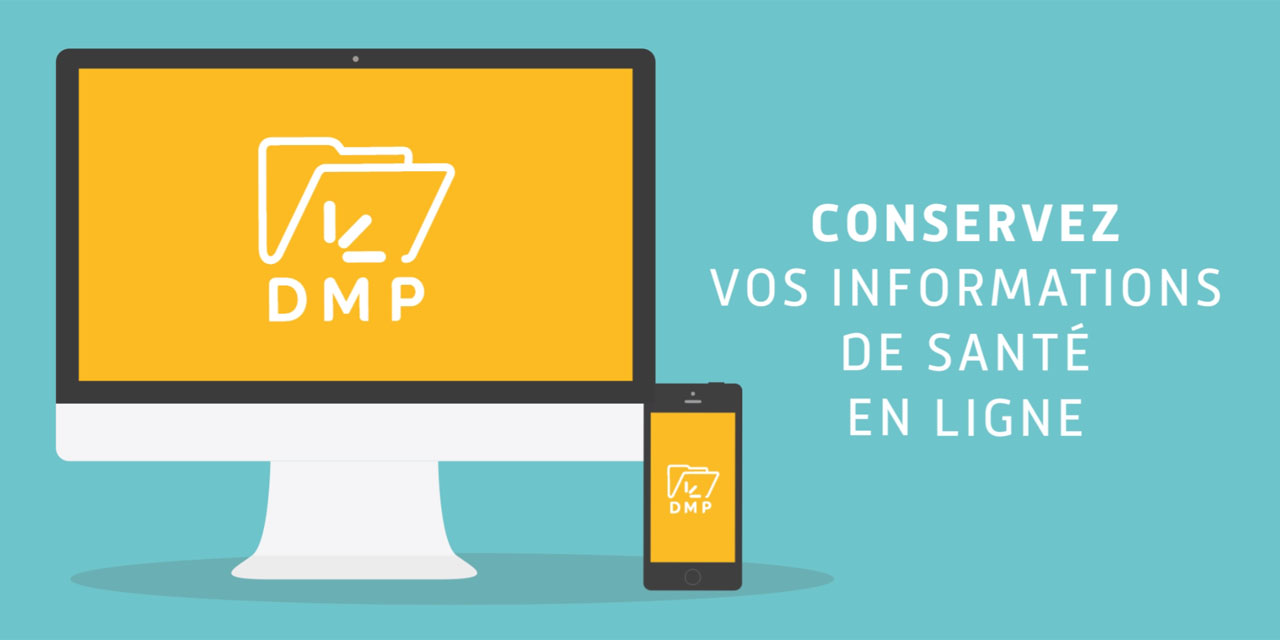 DMP
DMP
CONSERVEZ
VOS INFORMATIONS
DE SANTÉ
EN LIGNE